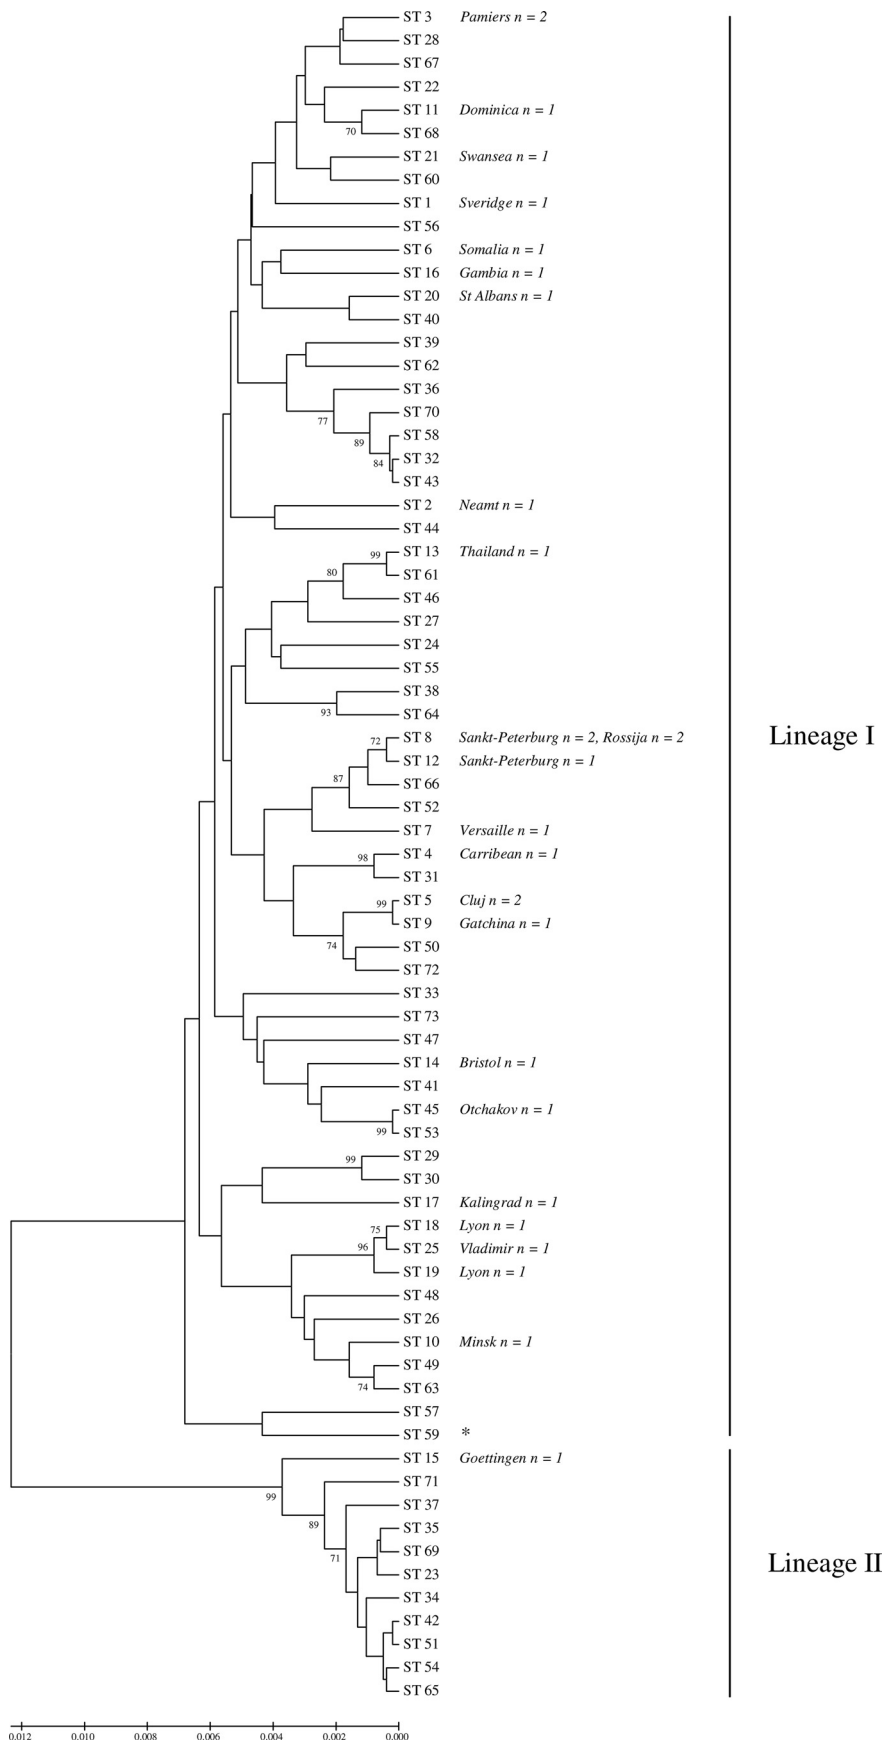 ST 3 Pamiers n = 2
ST 28
ST 67
ST 22
ST 11 Dominica n = 1
70
ST 68
ST 21 Swansea n = 1
ST 60
ST 1 Sveridge n = 1
ST 56
ST 6 Somalia n = 1
ST 16 Gambia n = 1
ST 20 St Albans n = 1
ST 40
ST 39
ST 62
ST 36
ST 70
77
ST 58
89
ST 32
84
ST 43
ST 2 Neamt n = 1
ST 44
99 ST 13 Thailand n = 1
80 ST 61
ST 46
ST 27
ST 24
ST 55
ST 38
93 ST 64
Lineage I
72 ST 8 Sankt-Peterburg n = 2, Rossija n = 2
ST 12 Sankt-Peterburg n = 1
87
ST 66
ST 52
ST 7 Versaille n = 1
98 ST 4 Carribean n = 1
ST 31
99 ST 5 Cluj n = 2
ST 9 Gatchina n = 1
74 ST 50
ST 72
ST 33
ST 73
ST 47
ST 14 Bristol n = 1
ST 41
ST 45 Otchakov n = 1
99 ST 53
99 ST 29
ST 30
ST 17 Kalingrad n = 1
75 ST 18 Lyon n = 1
96 ST 25 Vladimir n = 1
ST 19 Lyon n = 1
ST 48
ST 26
ST 10 Minsk n = 1
ST 49
74 ST 63
ST 57
ST 59 *
ST 15 Goettingen n = 1
ST 71
99
ST 37
89
ST 35
71
ST 69
Lineage II
ST 23
ST 34
ST 42
ST 51
ST 54
ST 65
0.012 0.010 0.008 0.006 0.004 0.002 0.000